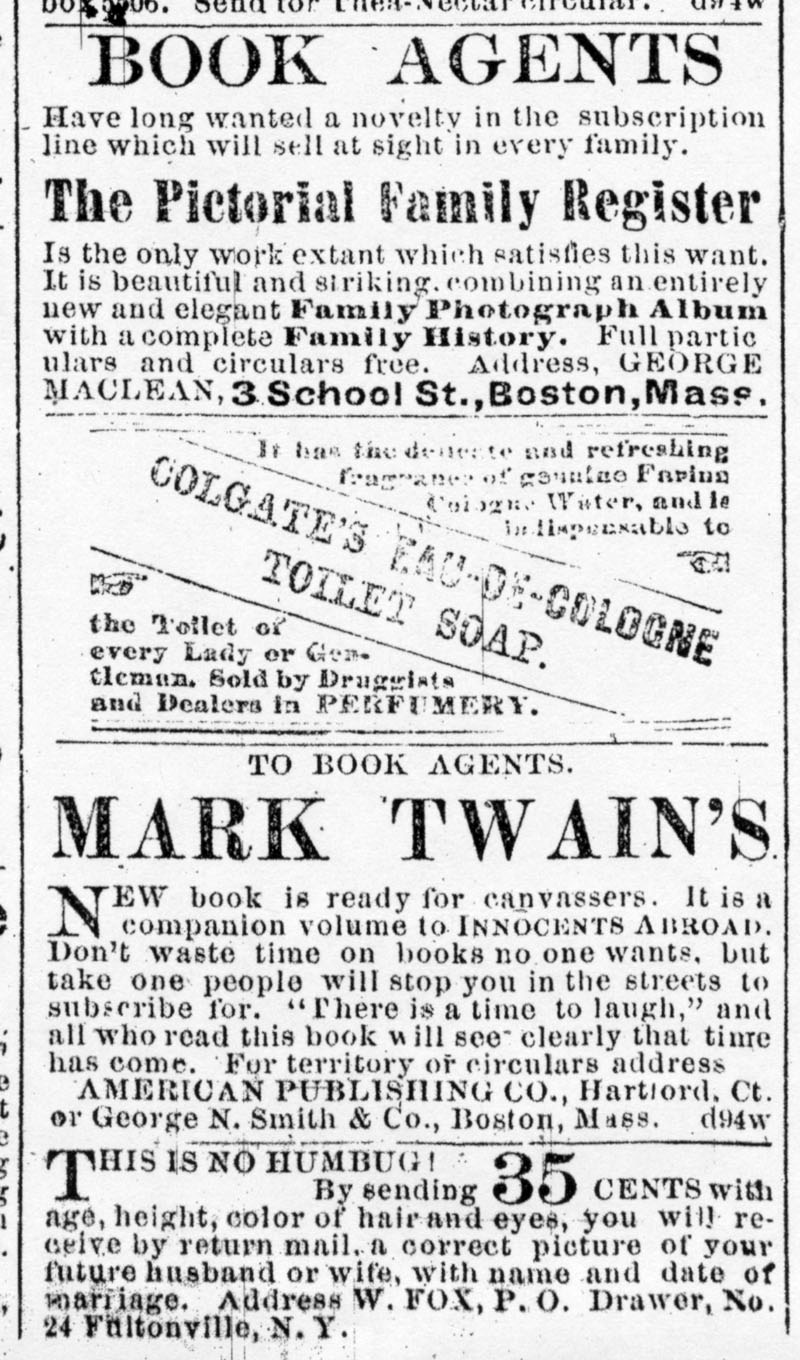 box 5506. Send for Thea-Nectar circular. d94w
BOOK AGENTS
Have long wanted a novelty in the subscription
line which will sell at sight in every family.
The Pictorial Family Register
Is the only work extant which satisfies this want.
It is beautiful and striking, combining an entirely
new and elegant Family Photograph Album
with a complete Family History. Full partic
ulars and circulars free. Address, GEORGE
MACLEAN, 3 School St., Boston, Mass.
It has the delicate and refreshing
fragrance of genuine Farina
Cologne Water, and is
indispensable to
COLGATE'S EAU-DE-COLOGNE
TOILET SOAP.
the Toilet of
every Lady or Gen-
tleman. Sold by Druggists
and Dealers in PERFUMERY.
TO BOOK AGENTS.
MARK TWAIN'S
NEW book is ready for canvassers. It is a
companion volume to INNOCENTS ABROAD.
Don't waste time on books no one wants, but
take one people will stop you in the streets to
subscribe for. "There is a time to laugh," and
all who read this book will see clearly that time
has come. For territory or circulars address
AMERICAN PUBLISHING CO., Hartford, Ct.
or George N. Smith & Co., Boston, Mass. d94w
THIS IS NO HUMBUG!
By sending 35 CENTS with
age, height, color of hair and eyes, you will re-
ceive by return mail, a correct picture of your
future husband or wife, with name and date of
marriage. Address W. FOX, P. O. Drawer, No.
24 Fultonville, N. Y.